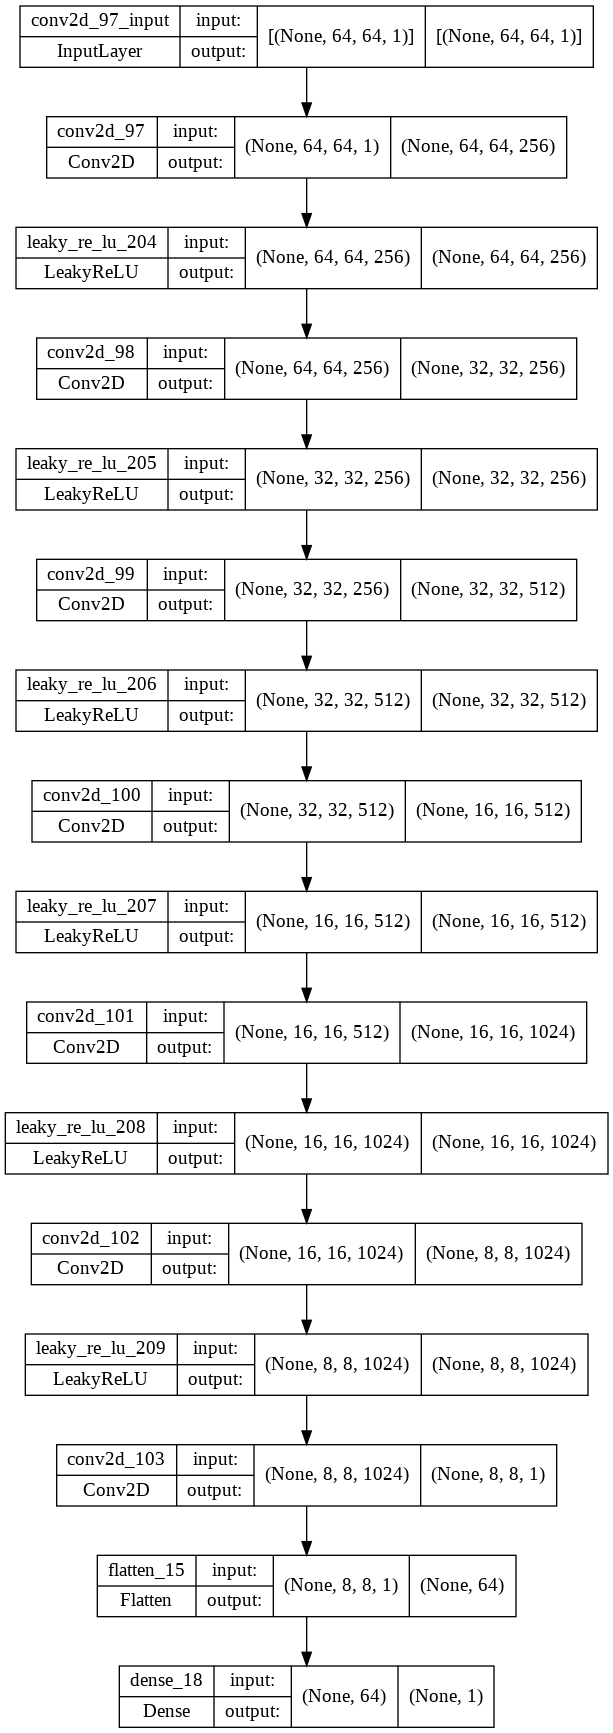 conv2d_97_input input: [(None, 64, 64, 1)] [(None, 64, 64, 1)]
InputLayer output:
conv2d_97 input: (None, 64, 64, 1) (None, 64, 64, 256)
Conv2D output:
leaky_re_lu_204 input: (None, 64, 64, 256) (None, 64, 64, 256)
LeakyReLU output:
conv2d_98 input: (None, 64, 64, 256) (None, 32, 32, 256)
Conv2D output:
leaky_re_lu_205 input: (None, 32, 32, 256) (None, 32, 32, 256)
LeakyReLU output:
conv2d_99 input: (None, 32, 32, 256) (None, 32, 32, 512)
Conv2D output:
leaky_re_lu_206 input: (None, 32, 32, 512) (None, 32, 32, 512)
LeakyReLU output:
conv2d_100 input: (None, 32, 32, 512) (None, 16, 16, 512)
Conv2D output:
leaky_re_lu_207 input: (None, 16, 16, 512) (None, 16, 16, 512)
LeakyReLU output:
conv2d_101 input: (None, 16, 16, 512) (None, 16, 16, 1024)
Conv2D output:
leaky_re_lu_208 input: (None, 16, 16, 1024) (None, 16, 16, 1024)
LeakyReLU output:
conv2d_102 input: (None, 16, 16, 1024) (None, 8, 8, 1024)
Conv2D output:
leaky_re_lu_209 input: (None, 8, 8, 1024) (None, 8, 8, 1024)
LeakyReLU output:
conv2d_103 input: (None, 8, 8, 1024) (None, 8, 8, 1)
Conv2D output:
flatten_15 input: (None, 8, 8, 1) (None, 64)
Flatten output:
dense_18 input: (None, 64) (None, 1)
Dense output: